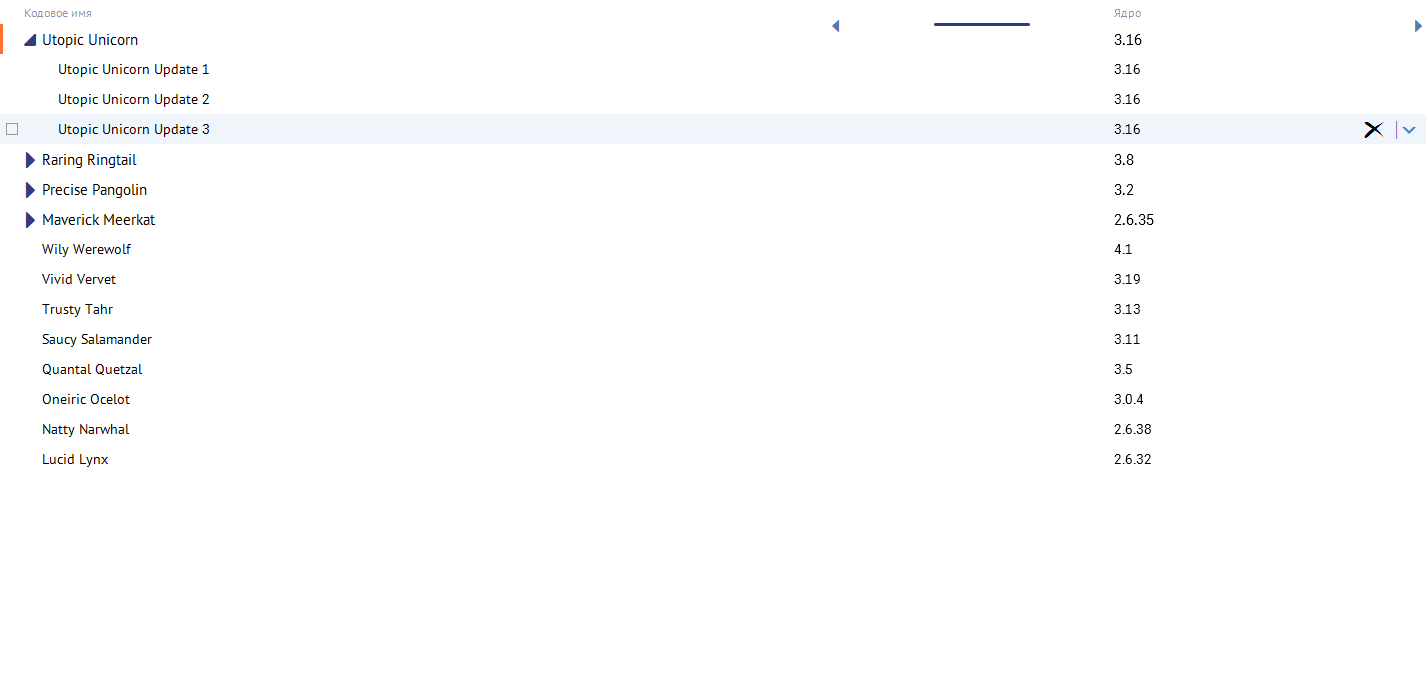 Кодовое имя Ядро
Utopic Unicorn 3.16
Utopic Unicorn Update 1 3.16
Utopic Unicorn Update 2 3.16
Utopic Unicorn Update 3 3.16
Raring Ringtail 3.8
Precise Pangolin 3.2
Maverick Meerkat 2.6.35
Wily Werewolf 4.1
Vivid Vervet 3.19
Trusty Tahr 3.13
Saucy Salamander 3.11
Quantal Quetzal 3.5
Oneiric Ocelot 3.0.4
Natty Narwhal 2.6.38
Lucid Lynx 2.6.32